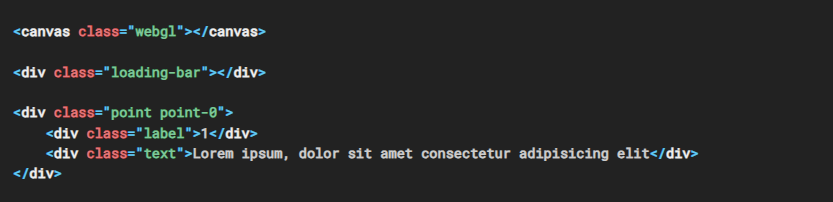 <canvas class="webgl"></canvas>
<div class="loading-bar"></div>
<div class="point point-0">
    <div class="label">1</div>
    <div class="text">Lorem ipsum, dolor sit amet consectetur adipisicing elit</div>
</div>